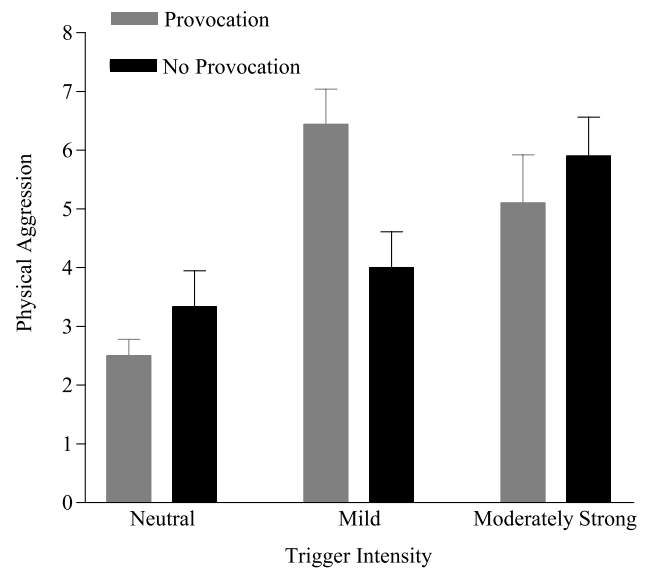 Provocation
No Provocation
8
7
6
5
4
3
2
1
0
Physical Aggression
Neutral
Mild
Moderately Strong
Trigger Intensity